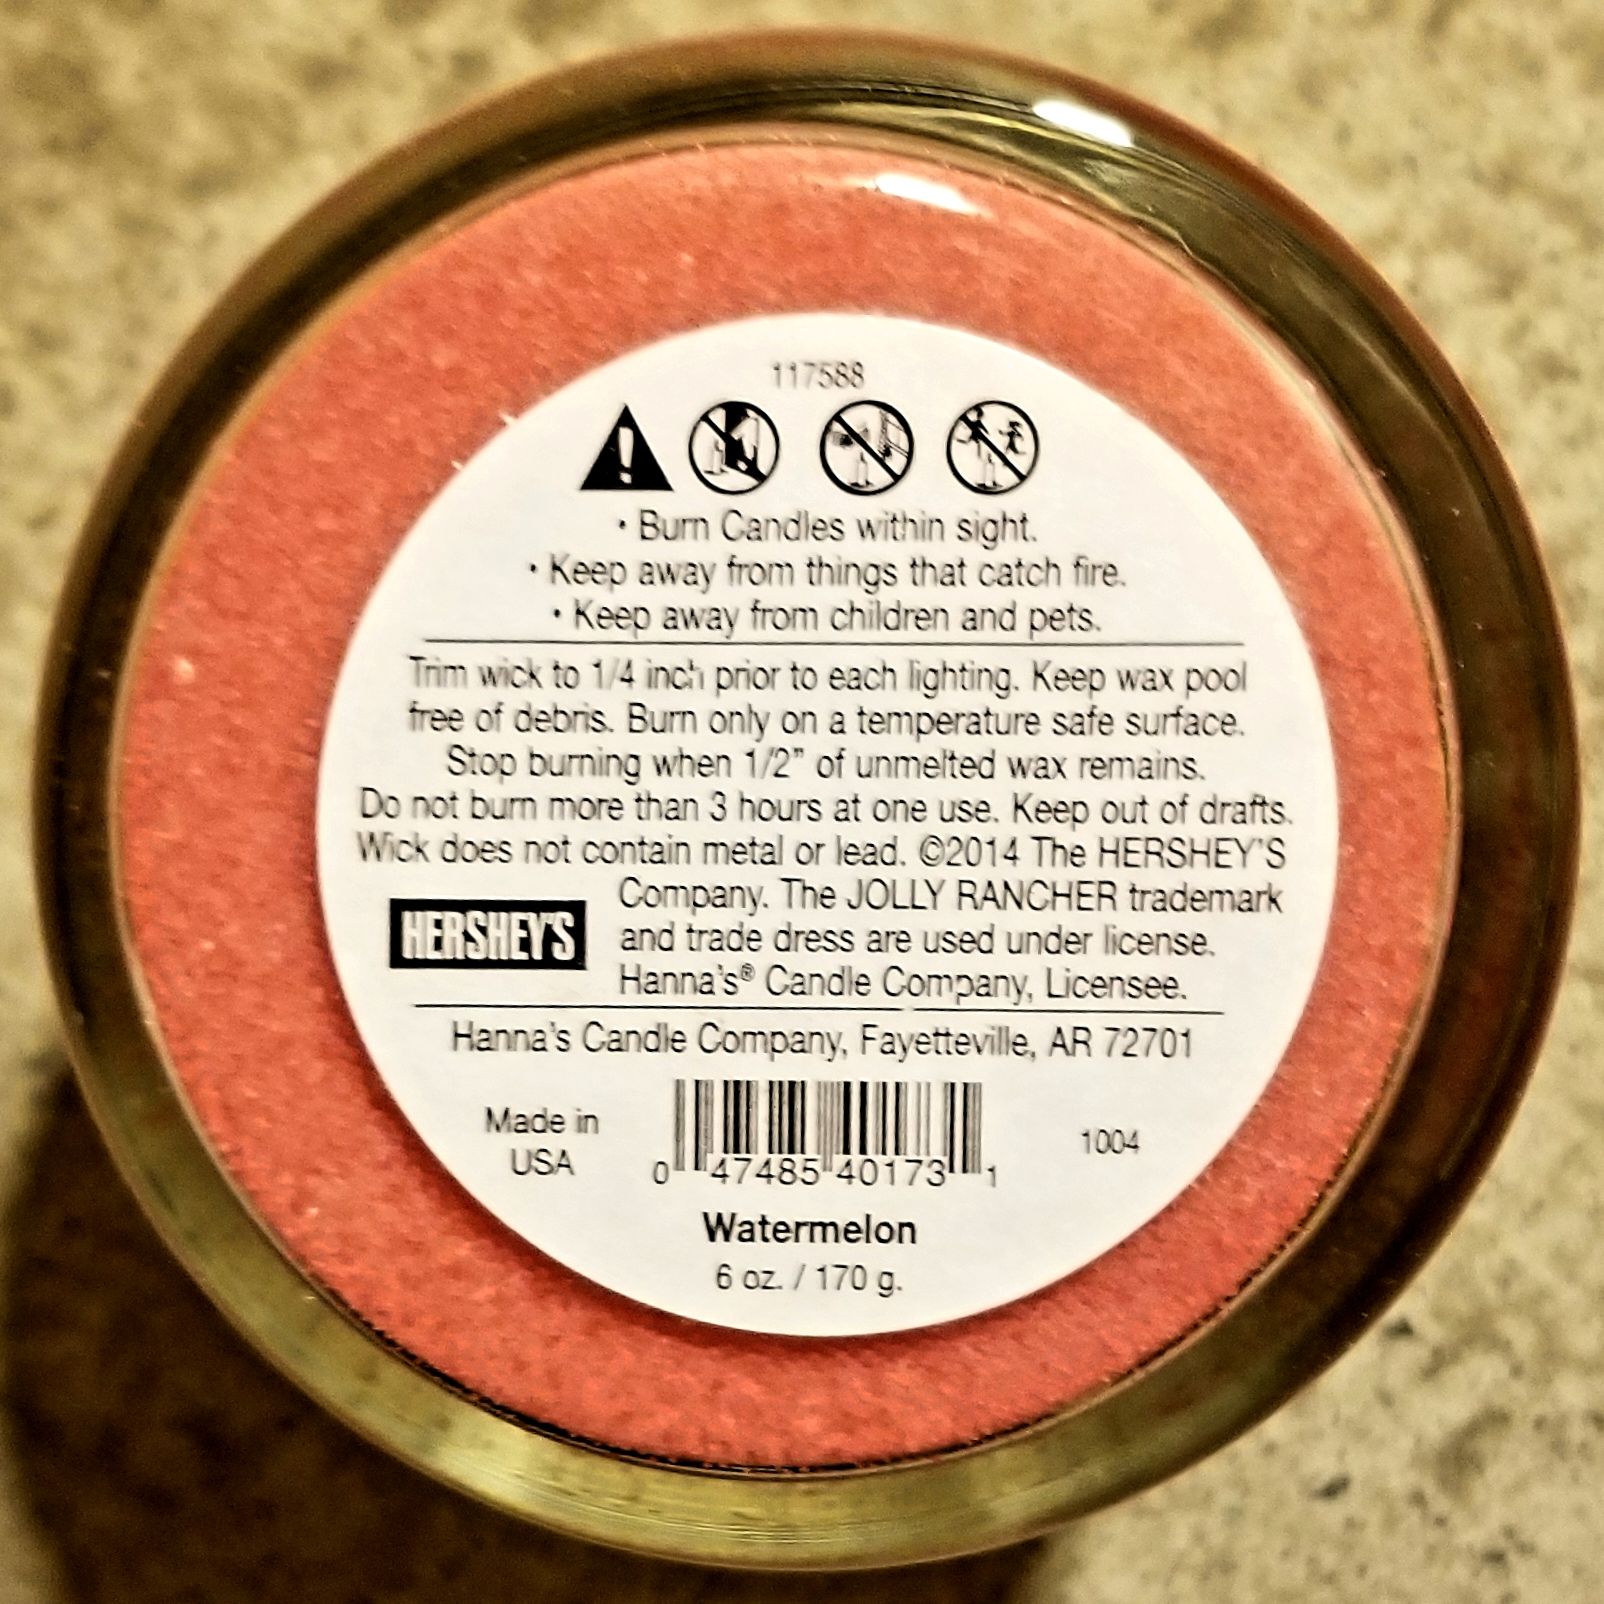 117588
• Burn Candles within sight.
• Keep away from things that catch fire.
• Keep away from children and pets.
Trim wick to 1/4 inch prior to each lighting. Keep wax pool
free of debris. Burn only on a temperature safe surface.
Stop burning when 1/2" of unmelted wax remains.
Do not burn more than 3 hours at one use. Keep out of drafts.
Wick does not contain metal or lead. ©2014 The HERSHEY'S
Company. The JOLLY RANCHER trademark
and trade dress are used under license.
Hanna's® Candle Company, Licensee.
HERSHEY'S
Hanna's Candle Company, Fayetteville, AR 72701
Made in
USA
0 47485 40173 1
1004
Watermelon
6 oz. / 170 g.